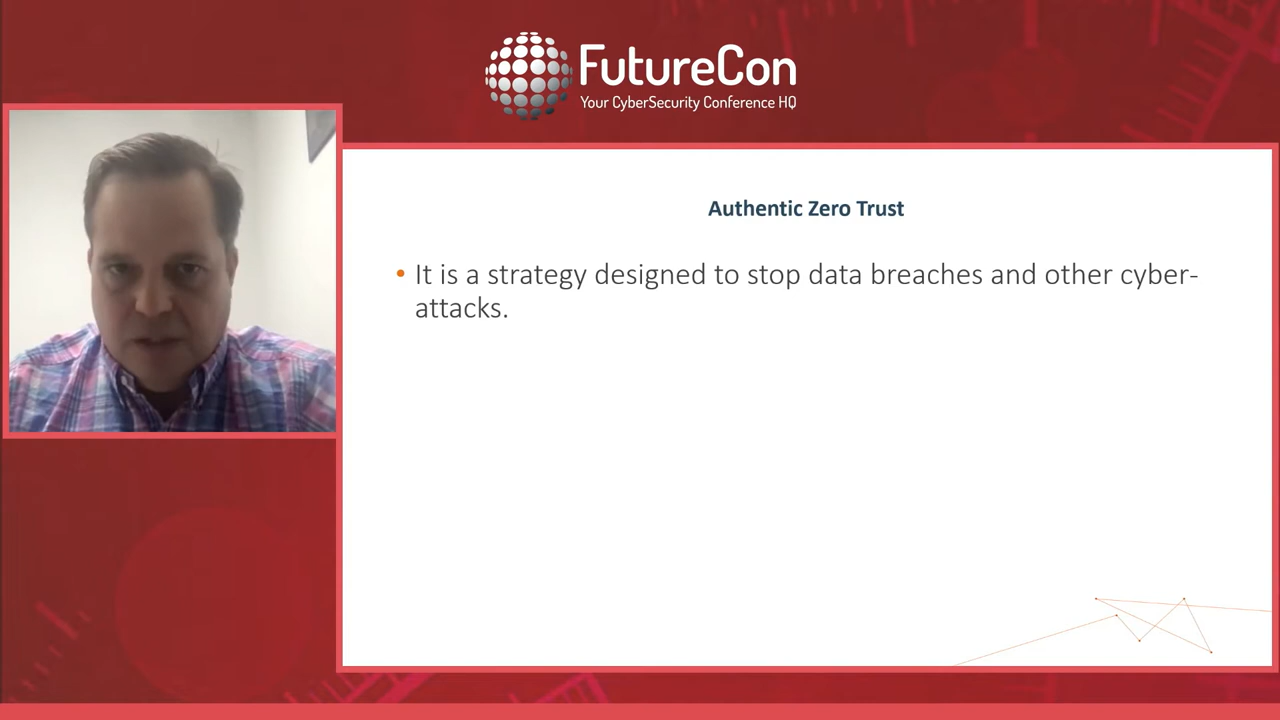 FutureCon
Your CyberSecurity Conference HQ
Authentic Zero Trust
• It is a strategy designed to stop data breaches and other cyber-
attacks.